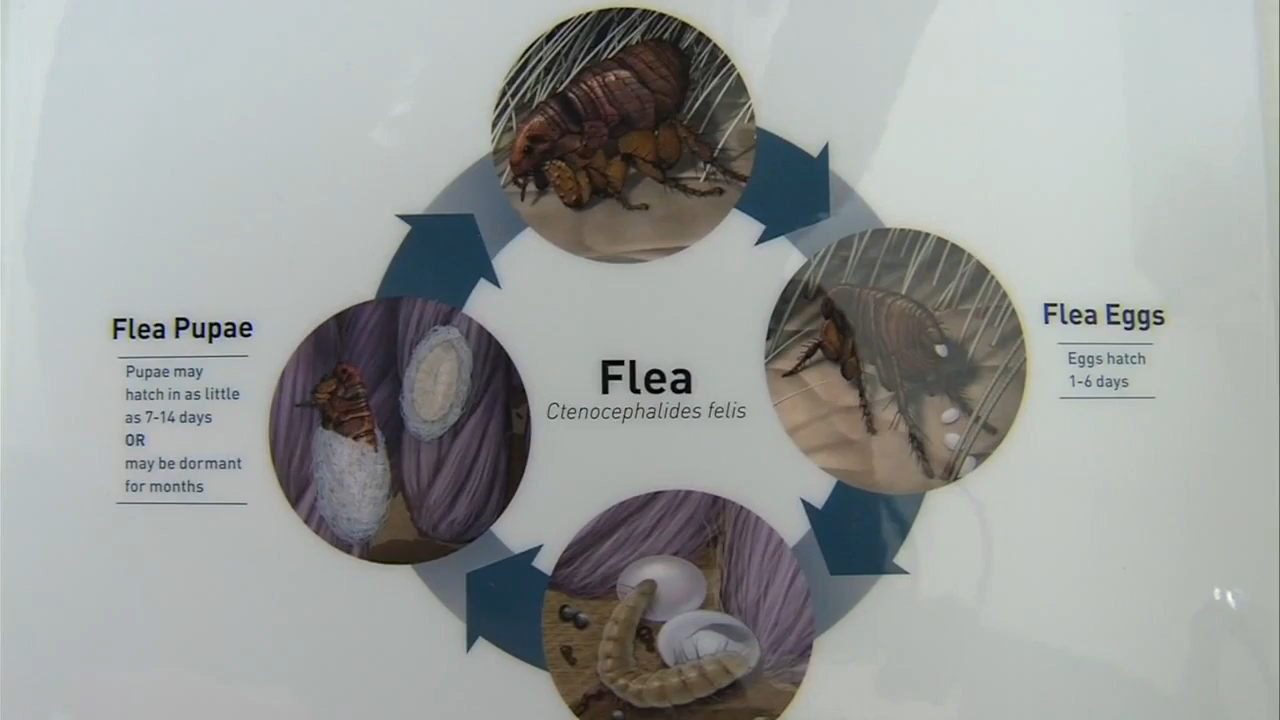 Flea Pupae
Pupae may
hatch in as little
as 7-14 days
OR
may be dormant
for months
Flea
Ctenocephalides felis
Flea Eggs
Eggs hatch
1-6 days